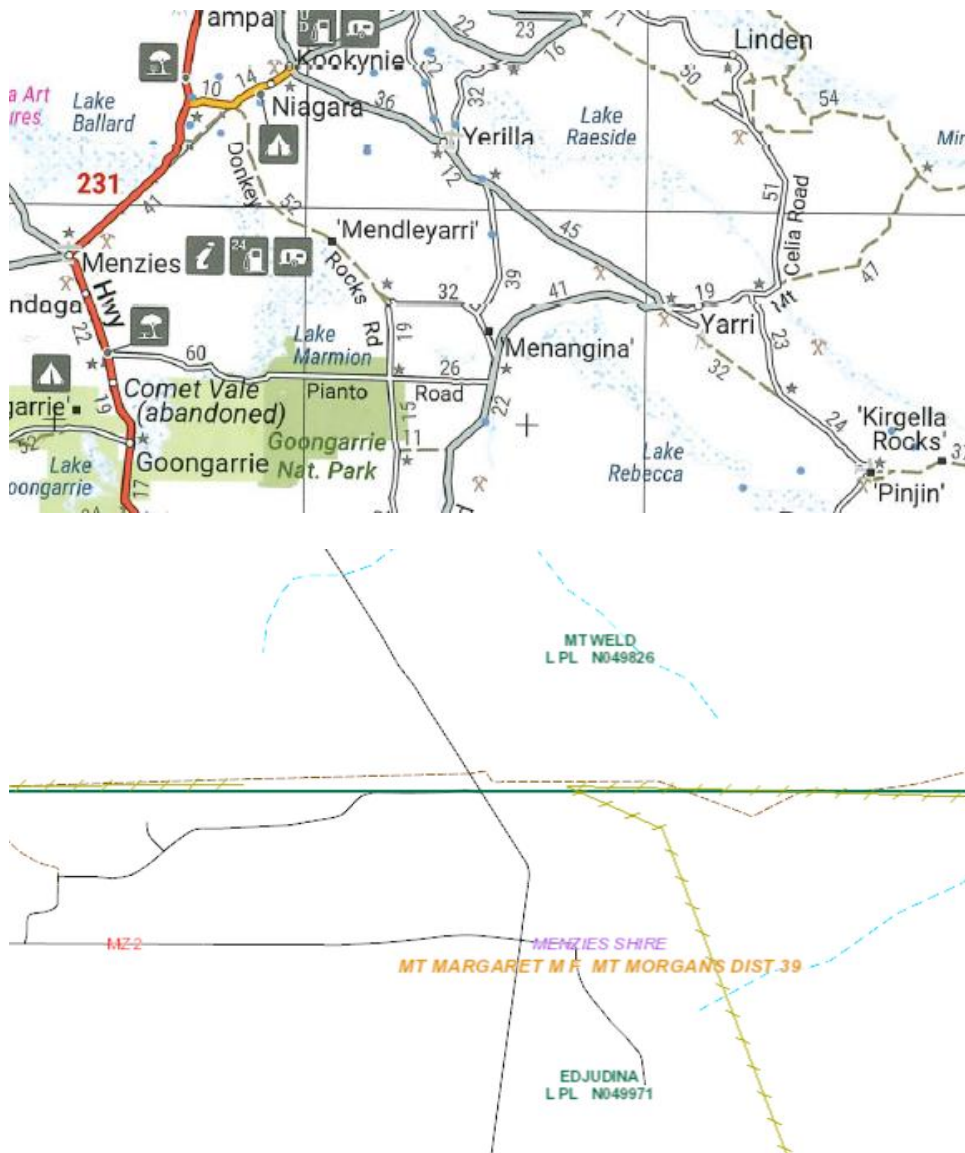 ampa
22
23
16
71
Linden
Kookynie
14
10
Niagara
Lake
Ballard
a Art
ures
36
32
50
54
Lake
Raeside
Yerilla
12
Donkey
52
231
41
45
51
Celia Road
'Mendleyarri'
Rocks
Rd
24
Menzies
Hwy
ndaga
22
39
32
41
19
Mt
47
Yarri
23
19
'Menangina'
Lake
Marmion
60
Pianto
26
Road
32
15
22
11
19
Comet Vale
(abandoned)
garrie'
52
Goongarrie
Lake
oongarrie
17
Goongarrie
Nat. Park
Lake
Rebecca
24
'Kirgella
Rocks'
'Pinjin'
MT WELD
L PL N049826
MZ 2
MENZIES SHIRE
MT MARGARET M F MT MORGANS DIST 39
EDJUDINA
L PL N049971